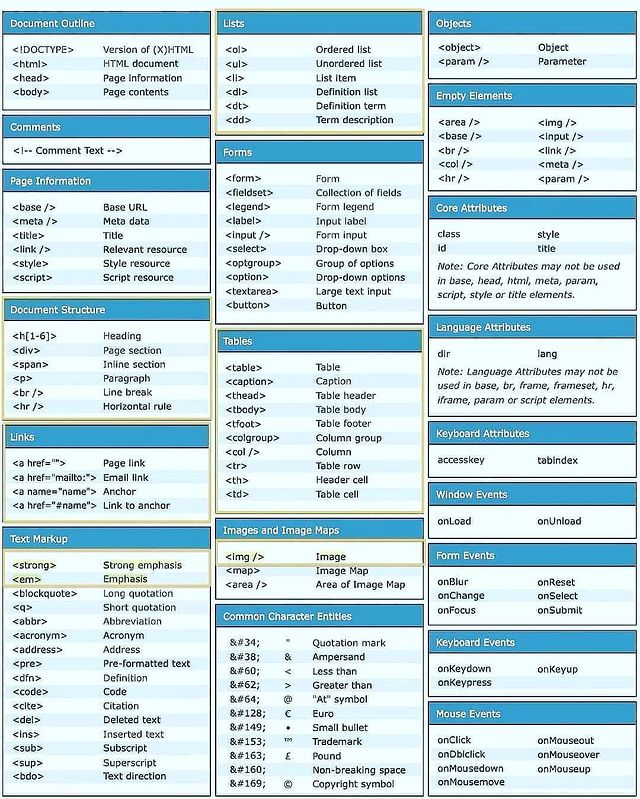 Document Outline
<!DOCTYPE> Version of (X)HTML
<html> HTML document
<head> Page information
<body> Page contents
Comments
<!-- Comment Text -->
Page Information
<base /> Base URL
<meta /> Meta data
<title> Title
<link /> Relevant resource
<style> Style resource
<script> Script resource
Document Structure
<h[1-6]> Heading
<div> Page section
<span> Inline section
<p> Paragraph
<br /> Line break
<hr /> Horizontal rule
Links
<a href=""> Page link
<a href="mailto:"> Email link
<a name="name"> Anchor
<a href="#name"> Link to anchor
Text Markup
<strong> Strong emphasis
<em> Emphasis
<blockquote> Long quotation
<q> Short quotation
<abbr> Abbreviation
<acronym> Acronym
<address> Address
<pre> Pre-formatted text
<dfn> Definition
<code> Code
<cite> Citation
<del> Deleted text
<ins> Inserted text
<sub> Subscript
<sup> Superscript
<bdo> Text direction
Lists
<ol> Ordered list
<ul> Unordered list
<li> List item
<dl> Definition list
<dt> Definition term
<dd> Term description
Forms
<form> Form
<fieldset> Collection of fields
<legend> Form legend
<label> Input label
<input /> Form input
<select> Drop-down box
<optgroup> Group of options
<option> Drop-down options
<textarea> Large text input
<button> Button
Tables
<table> Table
<caption> Caption
<thead> Table header
<tbody> Table body
<tfoot> Table footer
<colgroup> Column group
<col /> Column
<tr> Table row
<th> Header cell
<td> Table cell
Images and Image Maps
<img /> Image
<map> Image Map
<area /> Area of Image Map
Common Character Entities
&#34; " Quotation mark
&#38; & Ampersand
&#60; < Less than
&#62; > Greater than
&#64; @ "At" symbol
&#128; € Euro
&#149; • Small bullet
&#153; ™ Trademark
&#163; £ Pound
&#160; Non-breaking space
&#169; © Copyright symbol
Objects
<object> Object
<param /> Parameter
Empty Elements
<area /> <img />
<base /> <input />
<br /> <link />
<col /> <meta />
<hr /> <param />
Core Attributes
class style
id title
Note: Core Attributes may not be used
in base, head, html, meta, param,
script, style or title elements.
Language Attributes
dir lang
Note: Language Attributes may not be
used in base, br, frame, frameset, hr,
iframe, param or script elements.
Keyboard Attributes
accesskey tabindex
Window Events
onLoad onUnload
Form Events
onBlur onReset
onChange onSelect
onFocus onSubmit
Keyboard Events
onKeydown onKeyup
onKeypress
Mouse Events
onClick onMouseout
onDblclick onMouseover
onMousedown onMouseup
onMousemove